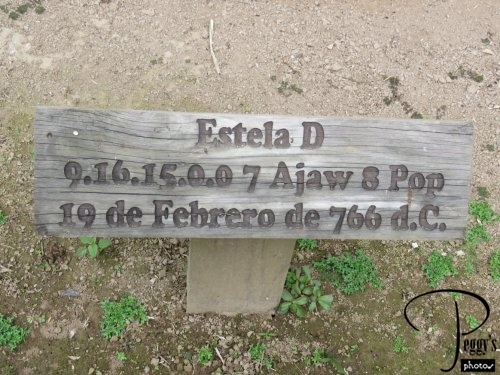 Estela D
9.16.15.0.0 7 Ajaw 8 Pop
19 de Febrero de 766 d.C.
Peggy's
photos